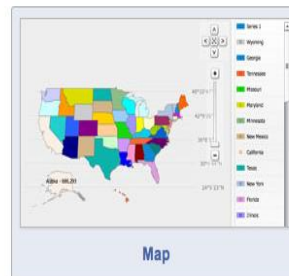 Series 1
Wyoming
Georgia
Tennessee
Missouri
Maryland
Minnesota
New Mexico
California
Texas
New York
Florida
Illinois
Map